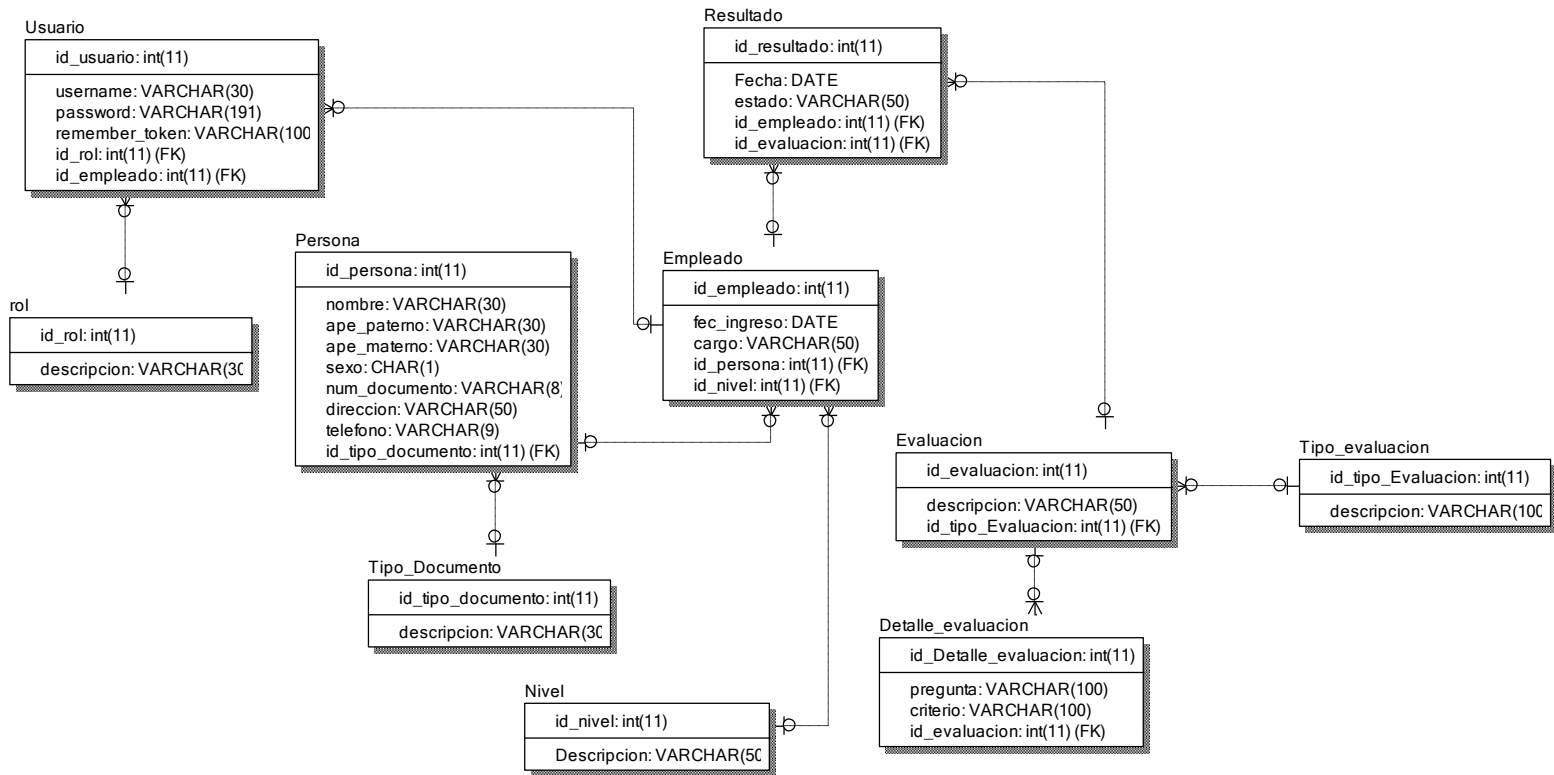 Usuario
id_usuario: int(11)
username: VARCHAR(30)
password: VARCHAR(191)
remember_token: VARCHAR(100
id_rol: int(11) (FK)
id_empleado: int(11) (FK)
rol
id_rol: int(11)
descripcion: VARCHAR(30
Persona
id_persona: int(11)
nombre: VARCHAR(30)
ape_paterno: VARCHAR(30)
ape_materno: VARCHAR(30)
sexo: CHAR(1)
num_documento: VARCHAR(8)
direccion: VARCHAR(50)
telefono: VARCHAR(9)
id_tipo_documento: int(11) (FK)
Tipo_Documento
id_tipo_documento: int(11)
descripcion: VARCHAR(30
Nivel
id_nivel: int(11)
Descripcion: VARCHAR(50
Resultado
id_resultado: int(11)
Fecha: DATE
estado: VARCHAR(50)
id_empleado: int(11) (FK)
id_evaluacion: int(11) (FK)
Empleado
id_empleado: int(11)
fec_ingreso: DATE
cargo: VARCHAR(50)
id_persona: int(11) (FK)
id_nivel: int(11) (FK)
Evaluacion
id_evaluacion: int(11)
descripcion: VARCHAR(50)
id_tipo_Evaluacion: int(11) (FK)
Tipo_evaluacion
id_tipo_Evaluacion: int(11)
descripcion: VARCHAR(100
Detalle_evaluacion
id_Detalle_evaluacion: int(11)
pregunta: VARCHAR(100)
criterio: VARCHAR(100)
id_evaluacion: int(11) (FK)